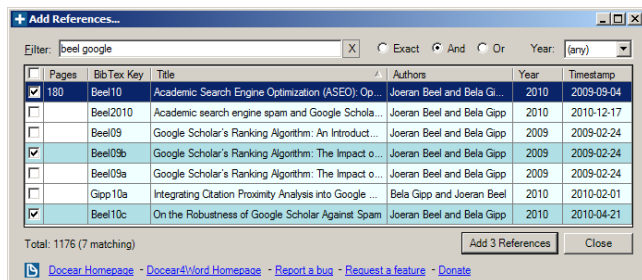 Add References...
Filter: beel google X Exact And Or Year: (any)
Pages BibTex Key Title Authors Year Timestamp
180 Beel10 Academic Search Engine Optimization (ASEO): Op... Joeran Beel and Bela Gi... 2010 2009-09-04
Beel2010 Academic search engine spam and Google Schola... Joeran Beel and Bela Gipp 2010 2010-12-17
Beel09 Google Scholar's Ranking Algorithm: An Introduct... Joeran Beel and Bela Gipp 2009 2009-02-24
Beel09b Google Scholar's Ranking Algorithm: The Impact o... Joeran Beel and Bela Gipp 2009 2009-02-24
Beel09a Google Scholar's Ranking Algorithm: The Impact o... Joeran Beel and Bela Gipp 2009 2009-02-24
Gipp10a Integrating Citation Proximity Analysis into Google ... Bela Gipp and Joeran Beel 2010 2010-02-01
Beel10c On the Robustness of Google Scholar Against Spam Joeran Beel and Bela Gipp 2010 2010-04-21
Total: 1176 (7 matching) Add 3 References Close
Docear Homepage - Docear4Word Homepage - Report a bug - Request a feature - Donate